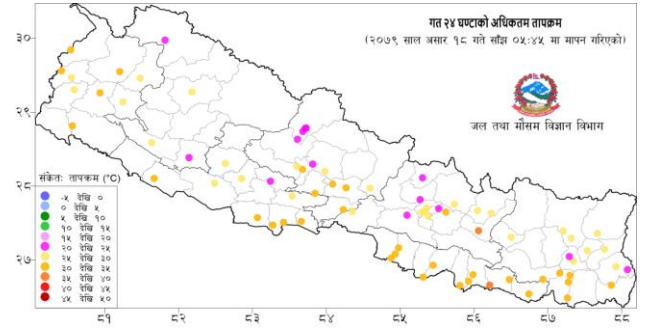 गत २४ घण्टाको अधिकतम तापक्रम
(२०७९ साल असार १८ गते साँझ ०५:४५ मा मापन गरिएको)
जल तथा मौसम विज्ञान विभाग
३०
२९
२८
२७
संकेतः तापक्रम (°C)
-५ देखि ०
० देखि ५
५ देखि १०
१० देखि १५
१५ देखि २०
२० देखि २५
२५ देखि ३०
३० देखि ३५
३५ देखि ४०
४० देखि ४५
४५ देखि ५०
८१ ८२ ८३ ८४ ८५ ८६ ८७ ८८